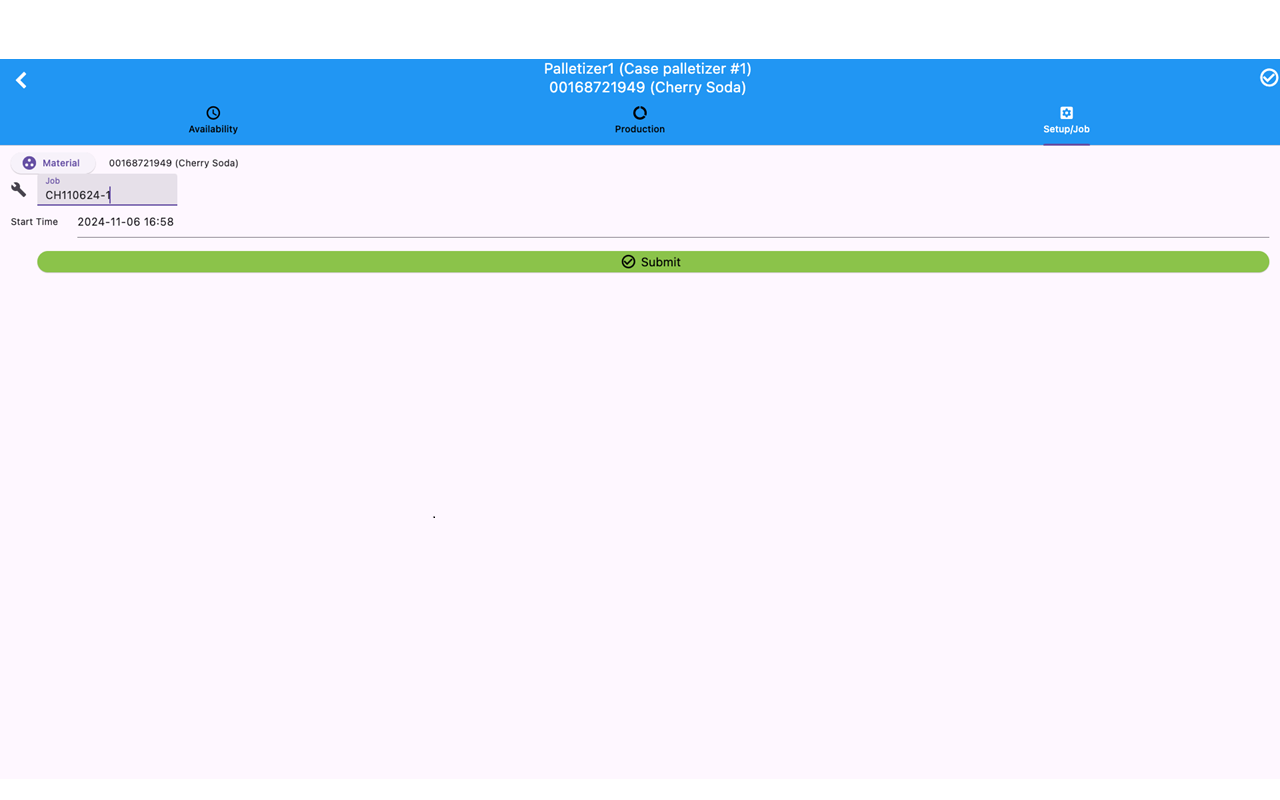 Palletizer1 (Case palletizer #1)
00168721949 (Cherry Soda)
Availability
Production
Setup/Job
Material 00168721949 (Cherry Soda)
Job
CH110624-1
Start Time 2024-11-06 16:58
Submit